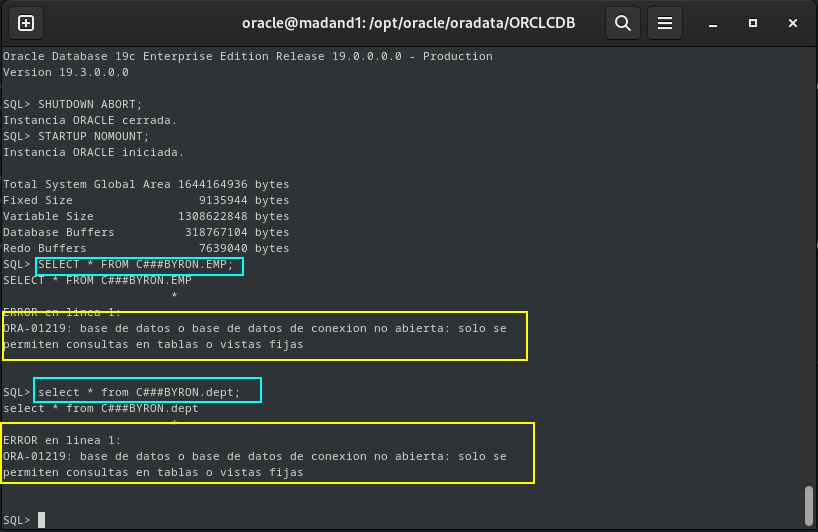 oracle@madand1: /opt/oracle/oradata/ORCLCDB
Oracle Database 19c Enterprise Edition Release 19.0.0.0.0 - Production
Version 19.3.0.0.0
SQL> SHUTDOWN ABORT;
Instancia ORACLE cerrada.
SQL> STARTUP NOMOUNT;
Instancia ORACLE iniciada.
Total System Global Area 1644164936 bytes
Fixed Size 9135944 bytes
Variable Size 1308622848 bytes
Database Buffers 318767104 bytes
Redo Buffers 7639040 bytes
SQL> SELECT * FROM C###BYRON.EMP;
SELECT * FROM C###BYRON.EMP
*
ERROR en linea 1:
ORA-01219: base de datos o base de datos de conexion no abierta: solo se
permiten consultas en tablas o vistas fijas
SQL> select * from C###BYRON.dept;
select * from C###BYRON.dept
*
ERROR en linea 1:
ORA-01219: base de datos o base de datos de conexion no abierta: solo se
permiten consultas en tablas o vistas fijas
SQL>